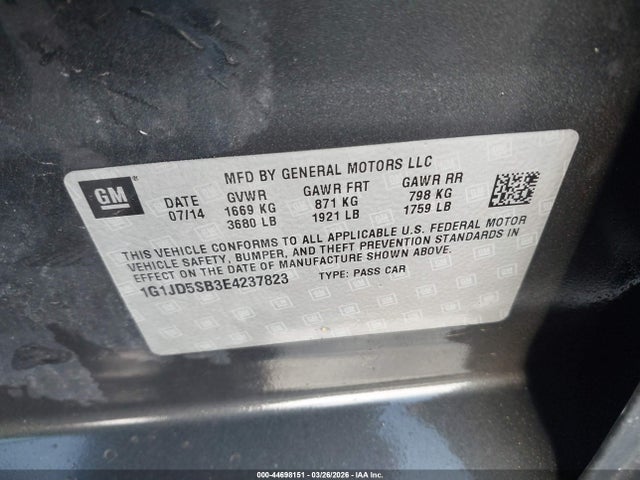 GM
MFD BY GENERAL MOTORS LLC
DATE GVWR GAWR FRT GAWR RR
07/14 1669 KG 871 KG 798 KG
3680 LB 1921 LB 1759 LB
THIS VEHICLE CONFORMS TO ALL APPLICABLE U.S. FEDERAL MOTOR
VEHICLE SAFETY, BUMPER, AND THEFT PREVENTION STANDARDS IN
EFFECT ON THE DATE OF MANUFACTURE SHOWN ABOVE.
1G1JD5SB3E4237823 TYPE: PASS CAR
000-44698151 | 03/26/2026 | IAA Inc.